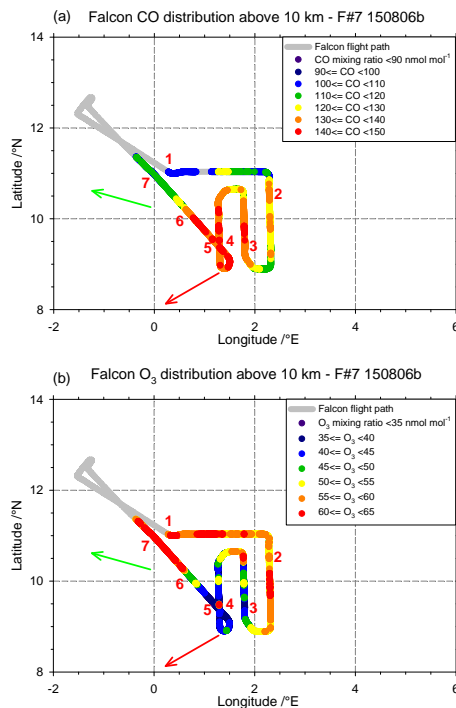 (a) Falcon CO distribution above 10 km - F#7 150806b
14
Falcon flight path
CO mixing ratio <90 nmol mol⁻¹
90<= CO <100
100<= CO <110
110<= CO <120
120<= CO <130
130<= CO <140
140<= CO <150
12
Latitude /°N
1
7
2
6
10
5 4 3
8
-2 0 2 4 6
Longitude /°E
(b) Falcon O₃ distribution above 10 km - F#7 150806b
14
Falcon flight path
O₃ mixing ratio <35 nmol mol⁻¹
35<= O₃ <40
40<= O₃ <45
45<= O₃ <50
50<= O₃ <55
55<= O₃ <60
60<= O₃ <65
12
Latitude /°N
1
7
2
6
10
5 4 3
8
-2 0 2 4 6
Longitude /°E